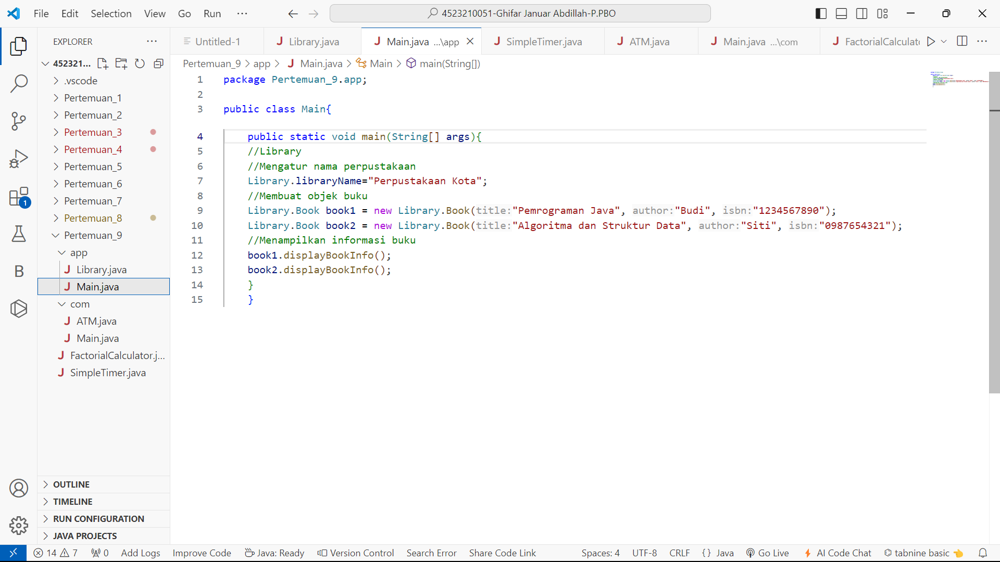 File Edit Selection View Go Run ··· 4523210051-Ghifar Januar Abdillah-P.PBO
EXPLORER ···
Untitled-1 Library.java Main.java ...\app SimpleTimer.java ATM.java Main.java ...\com FactorialCalculat
452321...
.vscode
Pertemuan_1
Pertemuan_2
Pertemuan_3
Pertemuan_4
Pertemuan_5
Pertemuan_6
Pertemuan_7
Pertemuan_8
Pertemuan_9
app
J Library.java
J Main.java
com
J ATM.java
J Main.java
J FactorialCalculator.j...
J SimpleTimer.java
OUTLINE
TIMELINE
RUN CONFIGURATION
JAVA PROJECTS
Pertemuan_9 > app > J Main.java > Main > main(String[])
1 package Pertemuan_9.app;
2
3 public class Main{
4 public static void main(String[] args){
5 //Library
6 //Mengatur nama perpustakaan
7 Library.libraryName="Perpustakaan Kota";
8 //Membuat objek buku
9 Library.Book book1 = new Library.Book(title:"Pemrograman Java", author:"Budi", isbn:"1234567890");
10 Library.Book book2 = new Library.Book(title:"Algoritma dan Struktur Data", author:"Siti", isbn:"0987654321");
11 //Menampilkan informasi buku
12 book1.displayBookInfo();
13 book2.displayBookInfo();
14 }
15 }
14 7 0 Add Logs Improve Code Java: Ready Version Control Search Error Share Code Link Spaces: 4 UTF-8 CRLF {} Java Go Live AI Code Chat tabnine basic